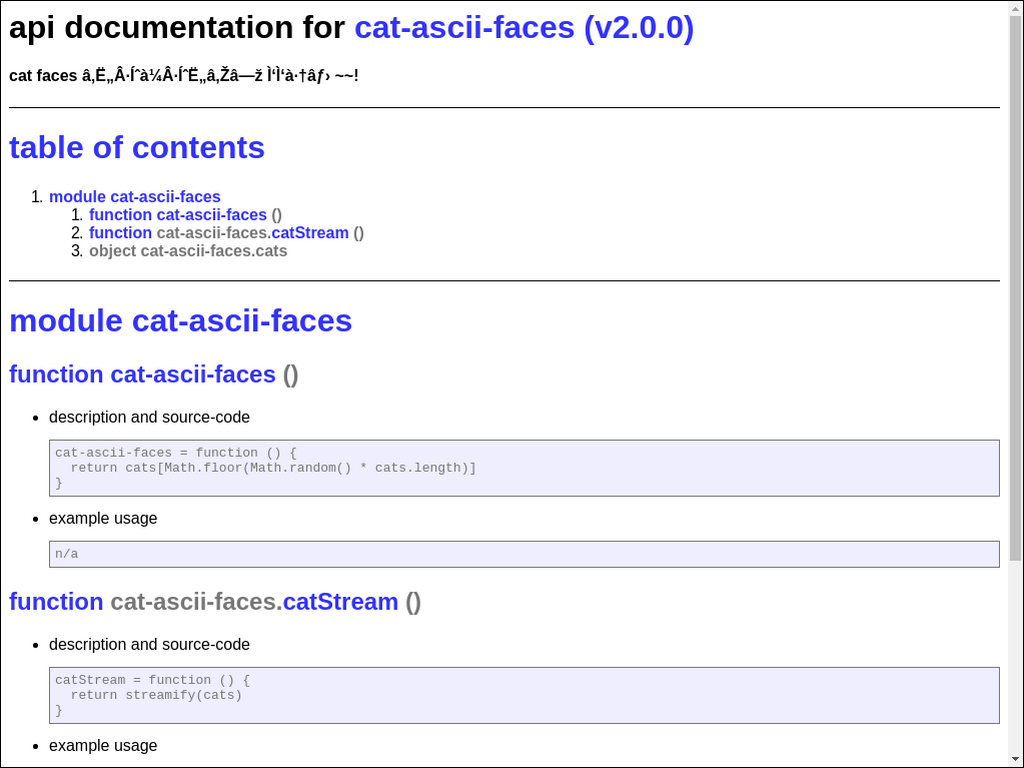 api documentation for cat-ascii-faces (v2.0.0)
cat faces â‚Ë„Â·Íˆà¼Â·ÍˆË„â‚Žâ—ž Ì‘Ì‘à·†âƒ› ~~!
table of contents
1. module cat-ascii-faces
1. function cat-ascii-faces ()
2. function cat-ascii-faces.catStream ()
3. object cat-ascii-faces.cats
module cat-ascii-faces
function cat-ascii-faces ()
• description and source-code
cat-ascii-faces = function () {
return cats[Math.floor(Math.random() * cats.length)]
}
• example usage
n/a
function cat-ascii-faces.catStream ()
• description and source-code
catStream = function () {
return streamify(cats)
}
• example usage